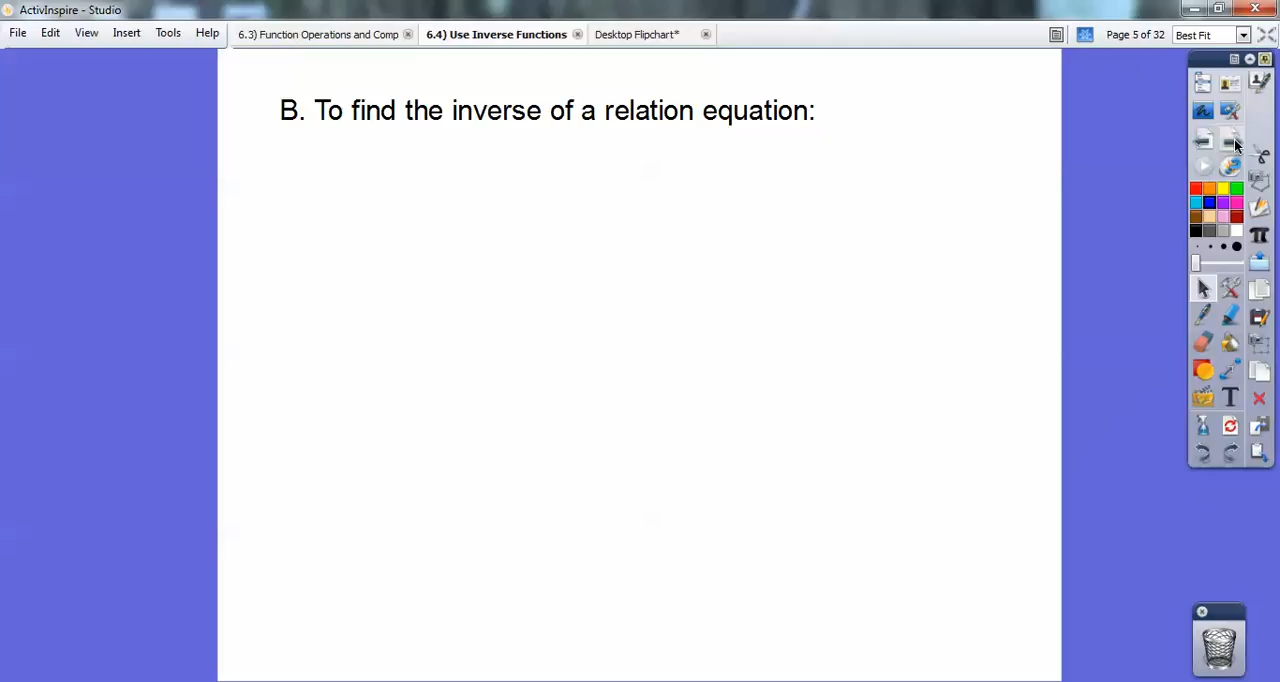 ActivInspire - Studio
File Edit View Insert Tools Help
6.3) Function Operations and Comp 6.4) Use Inverse Functions Desktop Flipchart* Page 5 of 32 Best Fit
B. To find the inverse of a relation equation: